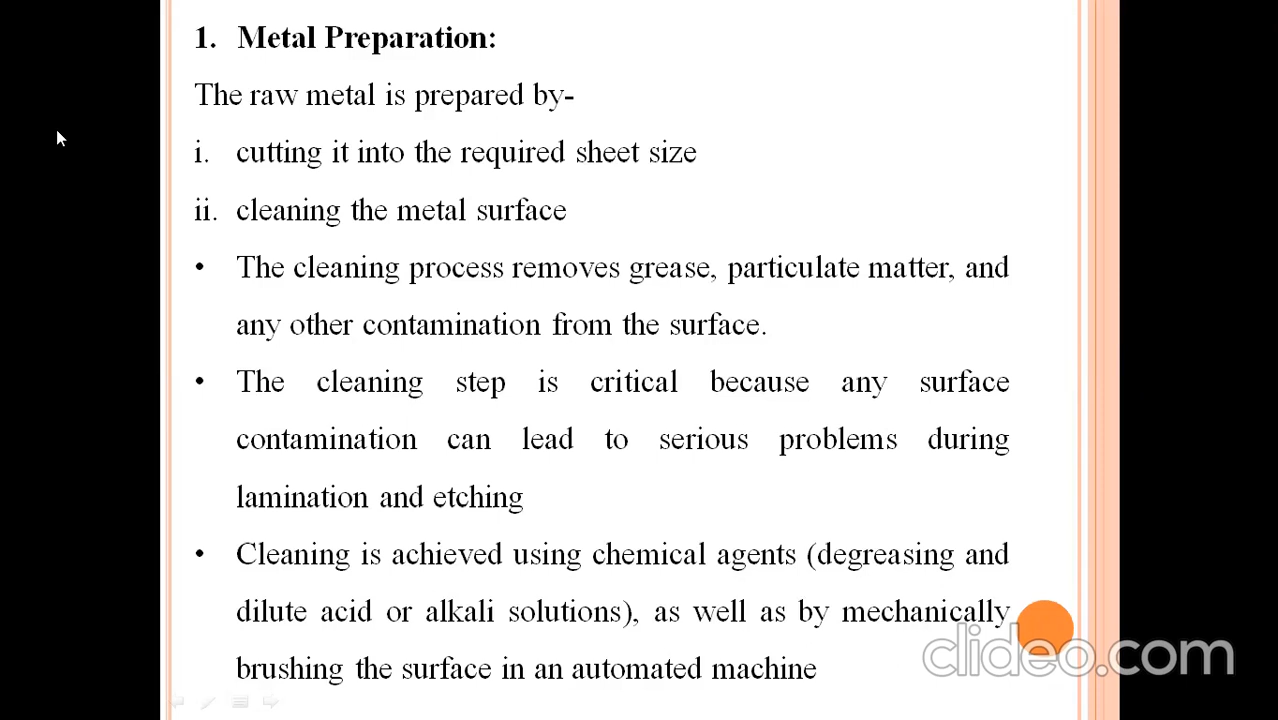 1. Metal Preparation:
The raw metal is prepared by-
i. cutting it into the required sheet size
ii. cleaning the metal surface
• The cleaning process removes grease, particulate matter, and
any other contamination from the surface.
• The cleaning step is critical because any surface
contamination can lead to serious problems during
lamination and etching
• Cleaning is achieved using chemical agents (degreasing and
dilute acid or alkali solutions), as well as by mechanically
brushing the surface in an automated machine
clideo.com